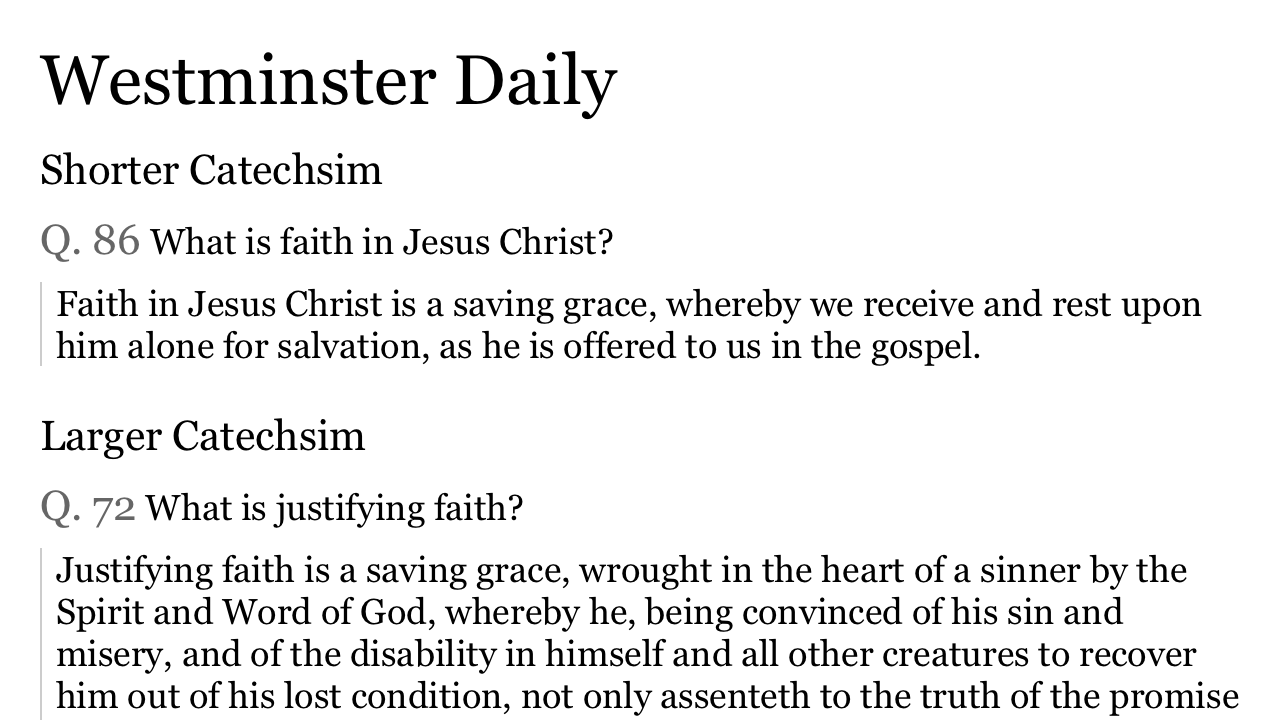 Westminster Daily
Shorter Catechsim
Q. 86 What is faith in Jesus Christ?
Faith in Jesus Christ is a saving grace, whereby we receive and rest upon
him alone for salvation, as he is offered to us in the gospel.
Larger Catechsim
Q. 72 What is justifying faith?
Justifying faith is a saving grace, wrought in the heart of a sinner by the
Spirit and Word of God, whereby he, being convinced of his sin and
misery, and of the disability in himself and all other creatures to recover
him out of his lost condition, not only assenteth to the truth of the promise